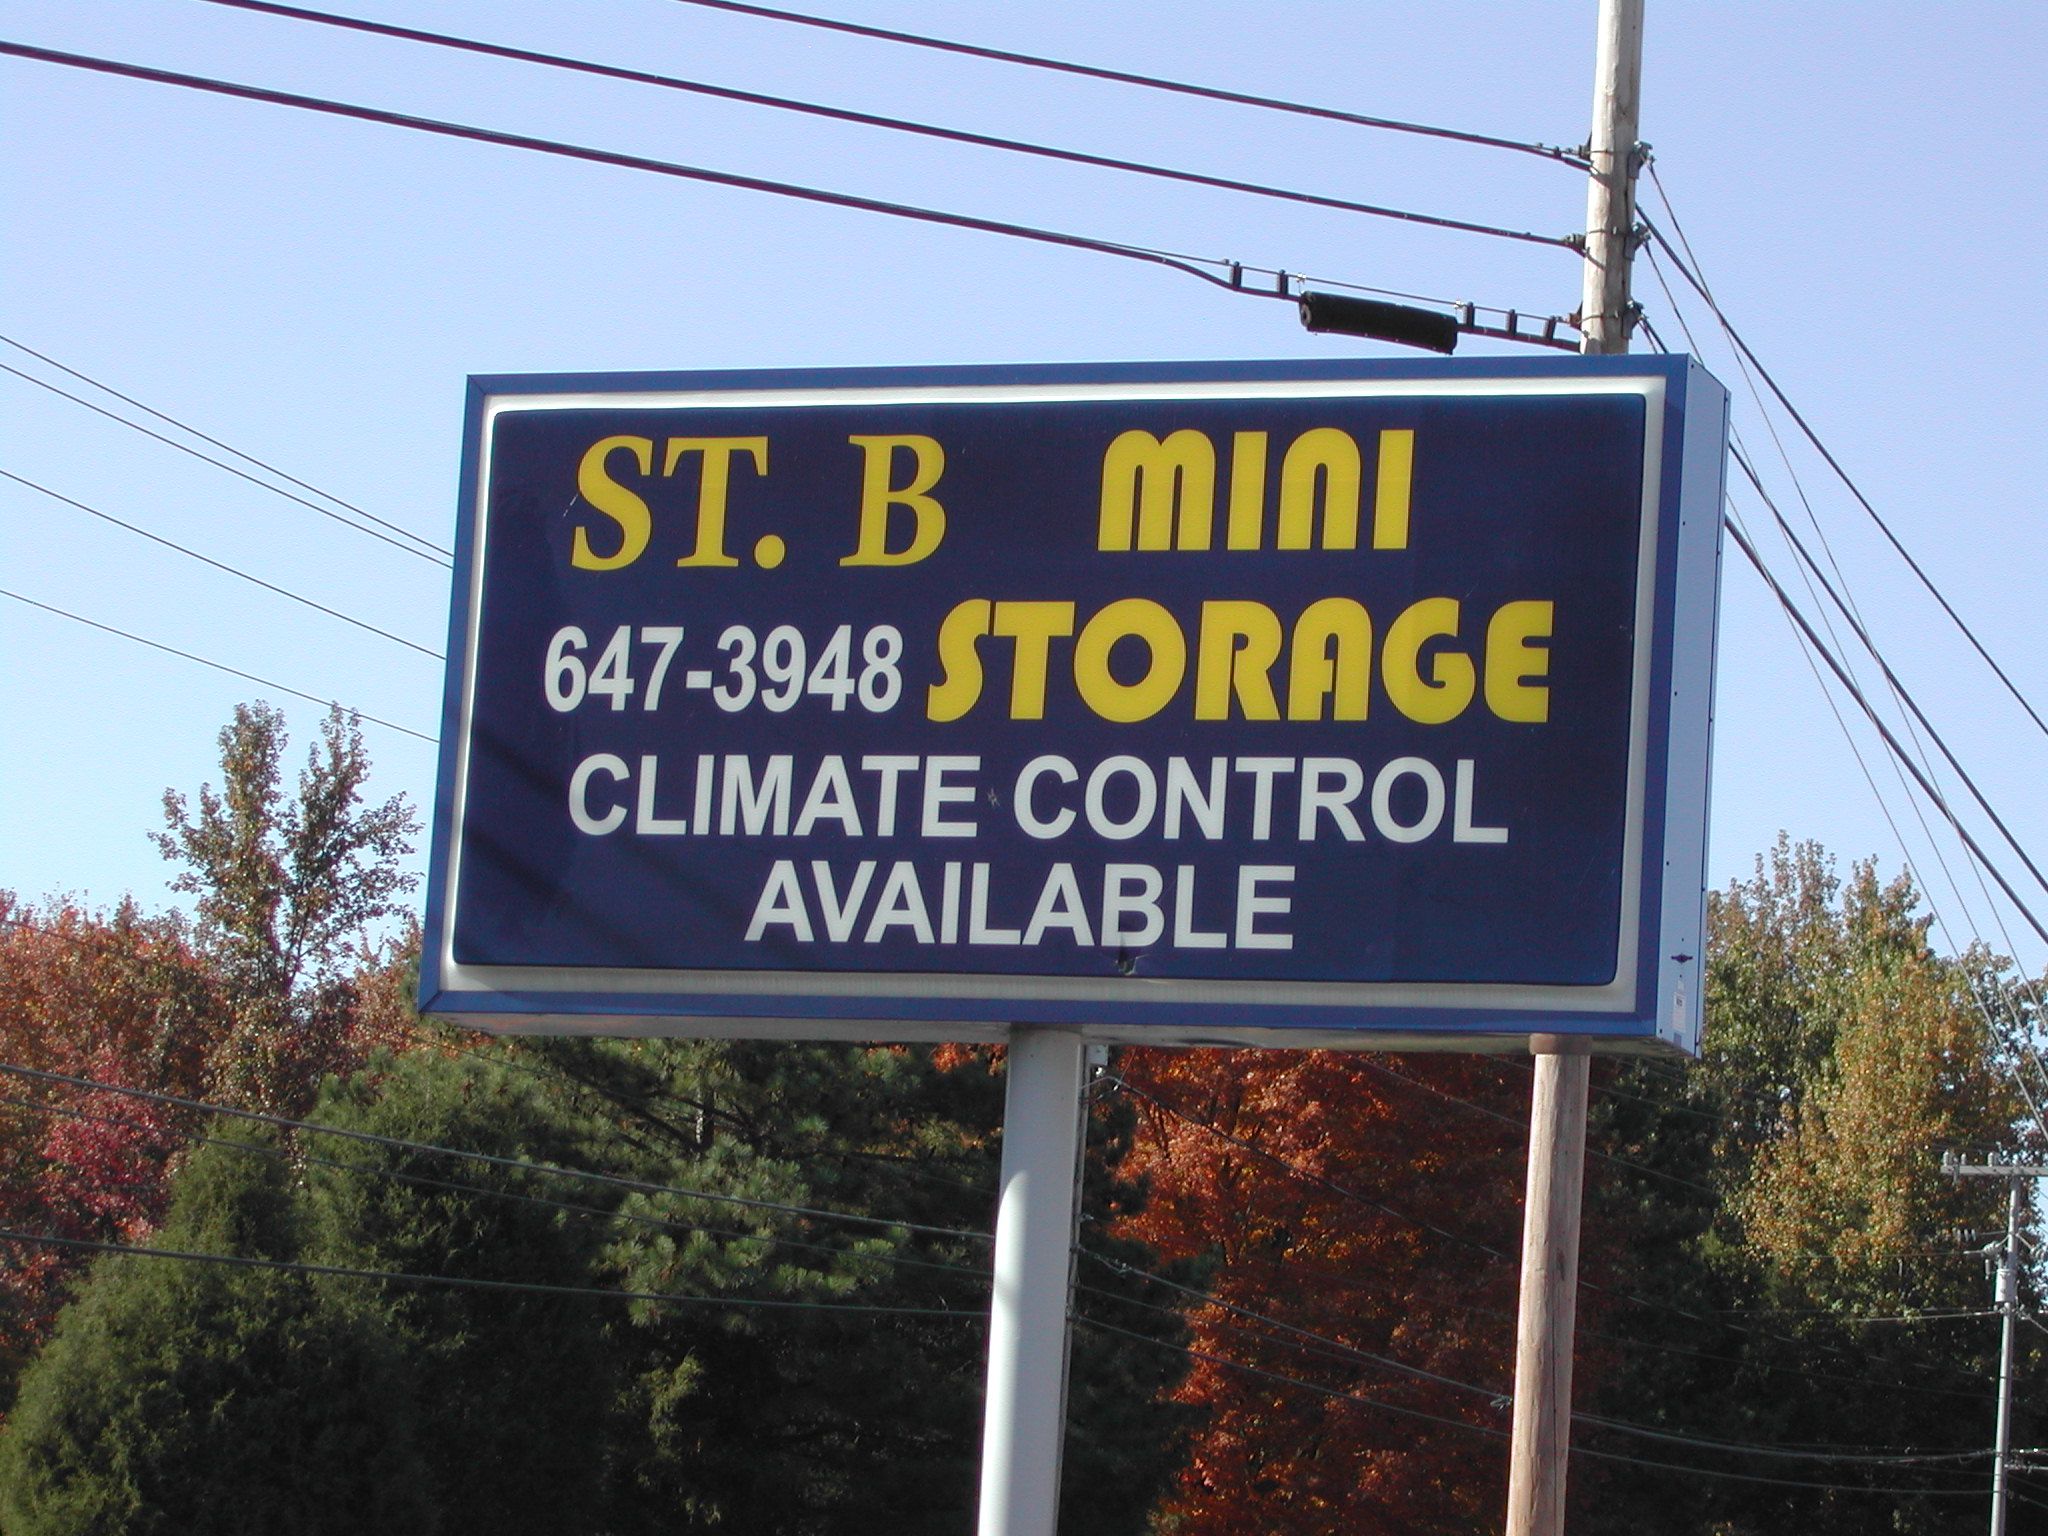 ST. B MINI
647-3948 STORAGE
CLIMATE CONTROL
AVAILABLE